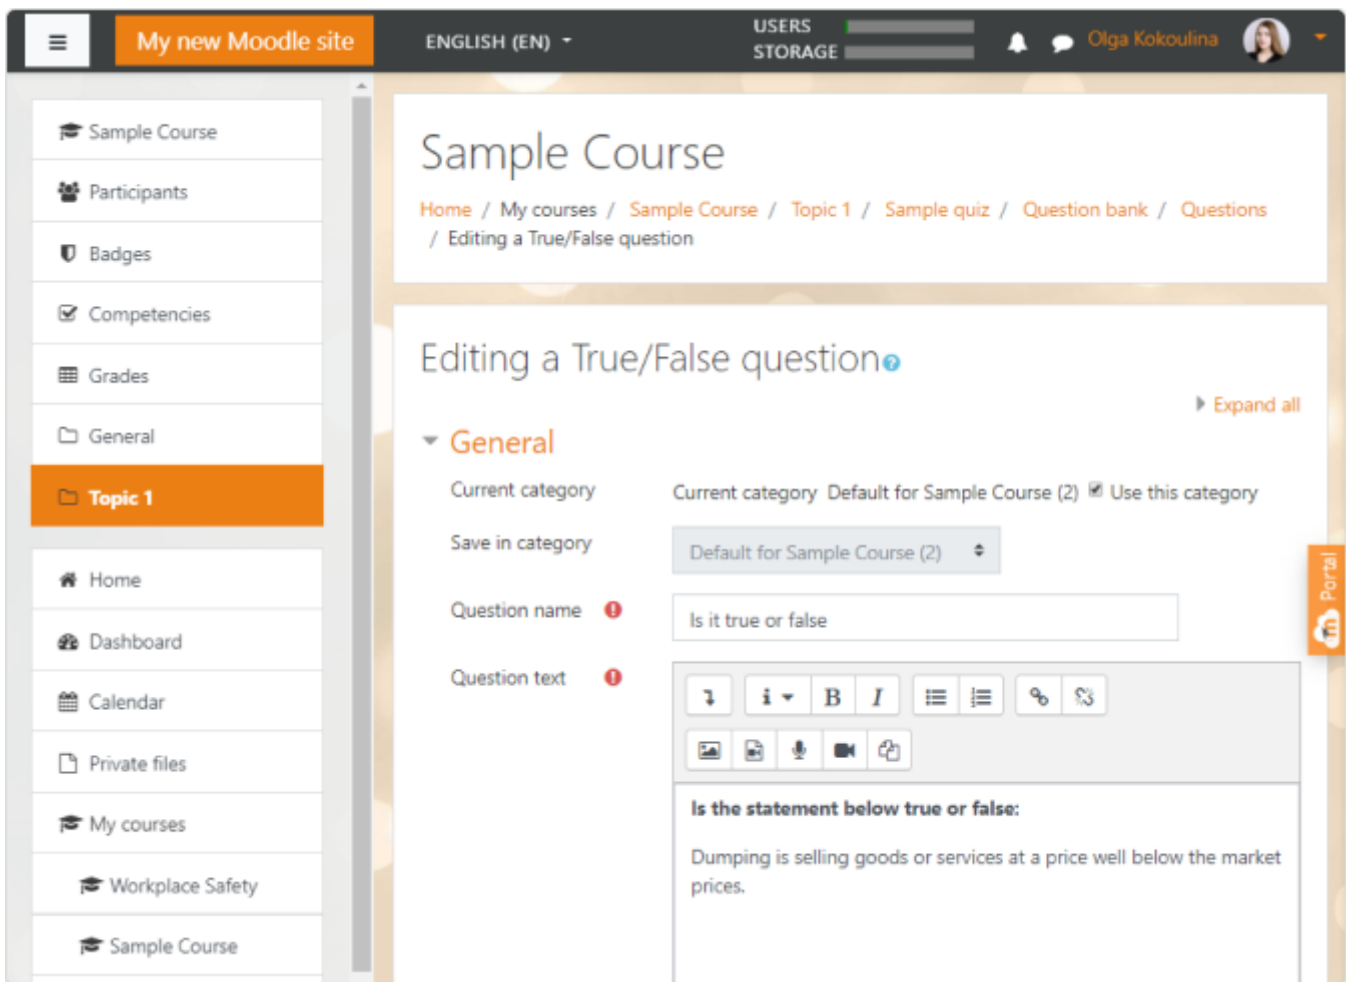 My new Moodle site
ENGLISH (EN)
USERS
STORAGE
Olga Kokoulina
Sample Course
Participants
Badges
Competencies
Grades
General
Topic 1
Home
Dashboard
Calendar
Private files
My courses
Workplace Safety
Sample Course
Sample Course
Home / My courses / Sample Course / Topic 1 / Sample quiz / Question bank / Questions
/ Editing a True/False question
Editing a True/False question
Expand all
General
Current category
Current category Default for Sample Course (2) Use this category
Save in category
Default for Sample Course (2)
Question name
Is it true or false
Question text
Is the statement below true or false:
Dumping is selling goods or services at a price well below the market
prices.
Portal